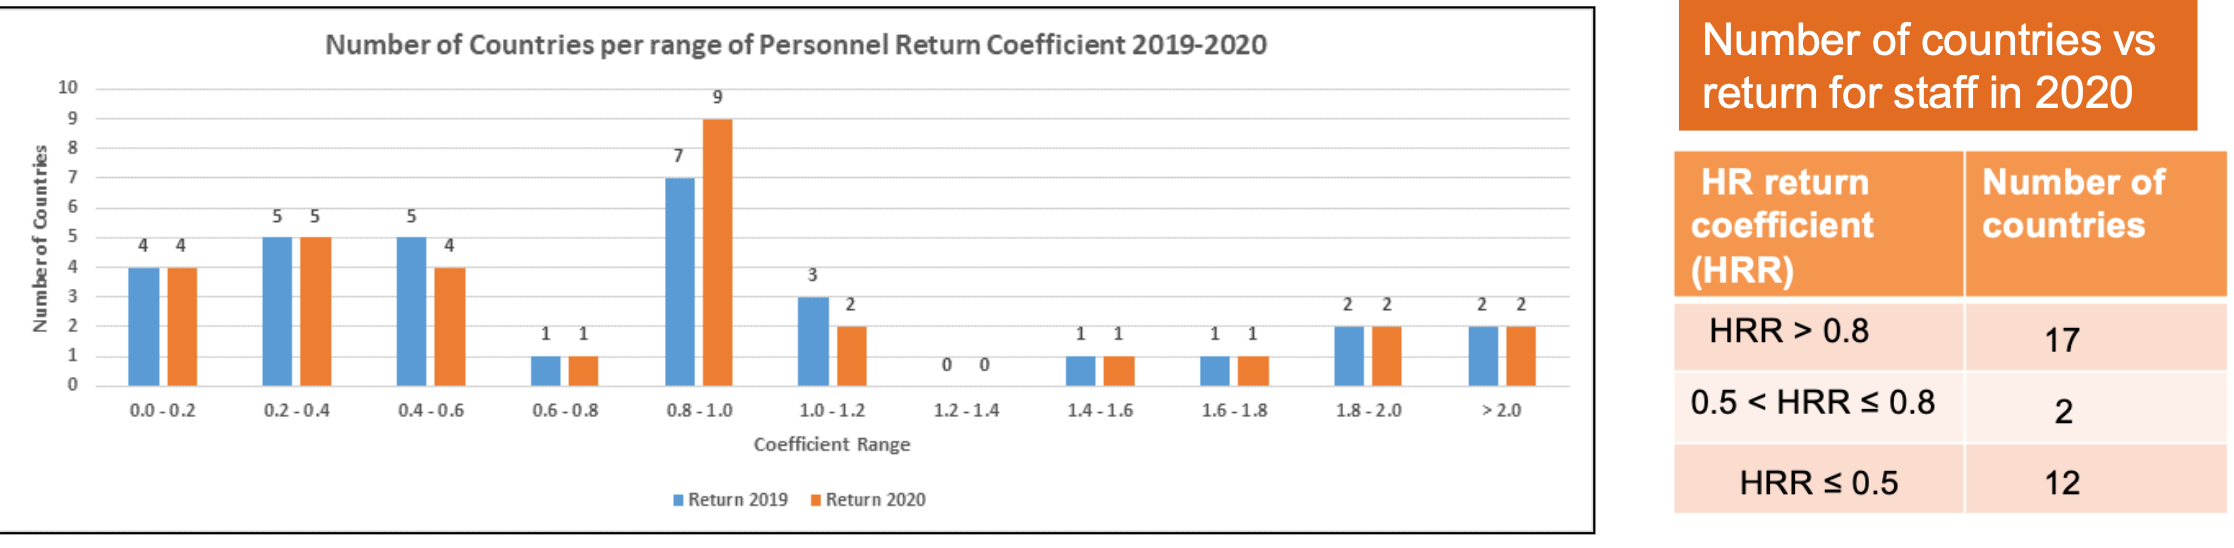 Number of Countries per range of Personnel Return Coefficient 2019-2020
Number of Countries
10
9
8
7
6
5
4
3
2
1
0
4 4
5 5
5 4
1 1
7 9
3 2
0 0
1 1
1 1
2 2
2 2
0.0 - 0.2 0.2 - 0.4 0.4 - 0.6 0.6 - 0.8 0.8 - 1.0 1.0 - 1.2 1.2 - 1.4 1.4 - 1.6 1.6 - 1.8 1.8 - 2.0 > 2.0
Coefficient Range
Return 2019 Return 2020
Number of countries vs
return for staff in 2020
HR return
coefficient
(HRR)
Number of
countries
HRR > 0.8 17
0.5 < HRR ≤ 0.8 2
HRR ≤ 0.5 12